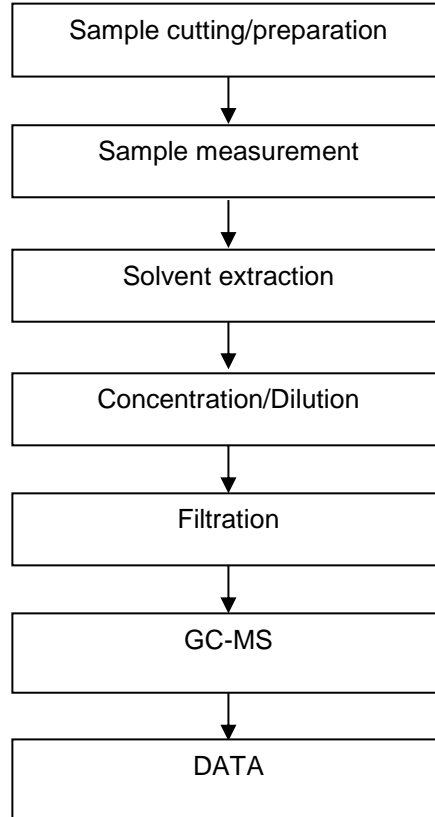 Sample cutting/preparation
Sample measurement
Solvent extraction
Concentration/Dilution
Filtration
GC-MS
DATA